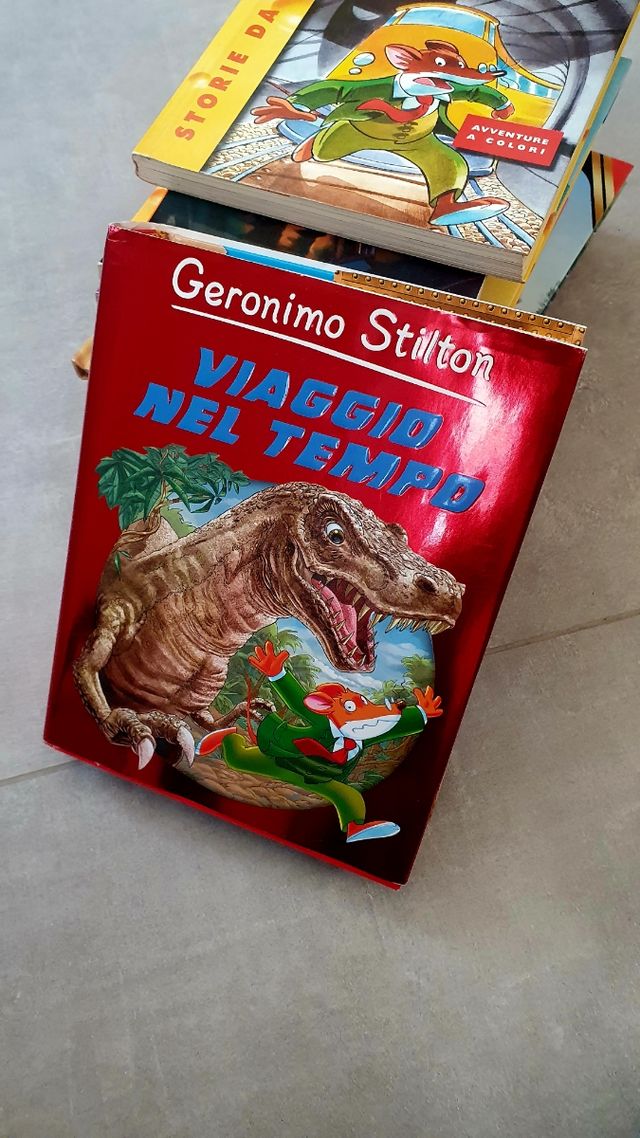 STORIE DA
AVVENTURE
A COLORI
Geronimo Stilton
VIAGGIO
NEL TEMPO